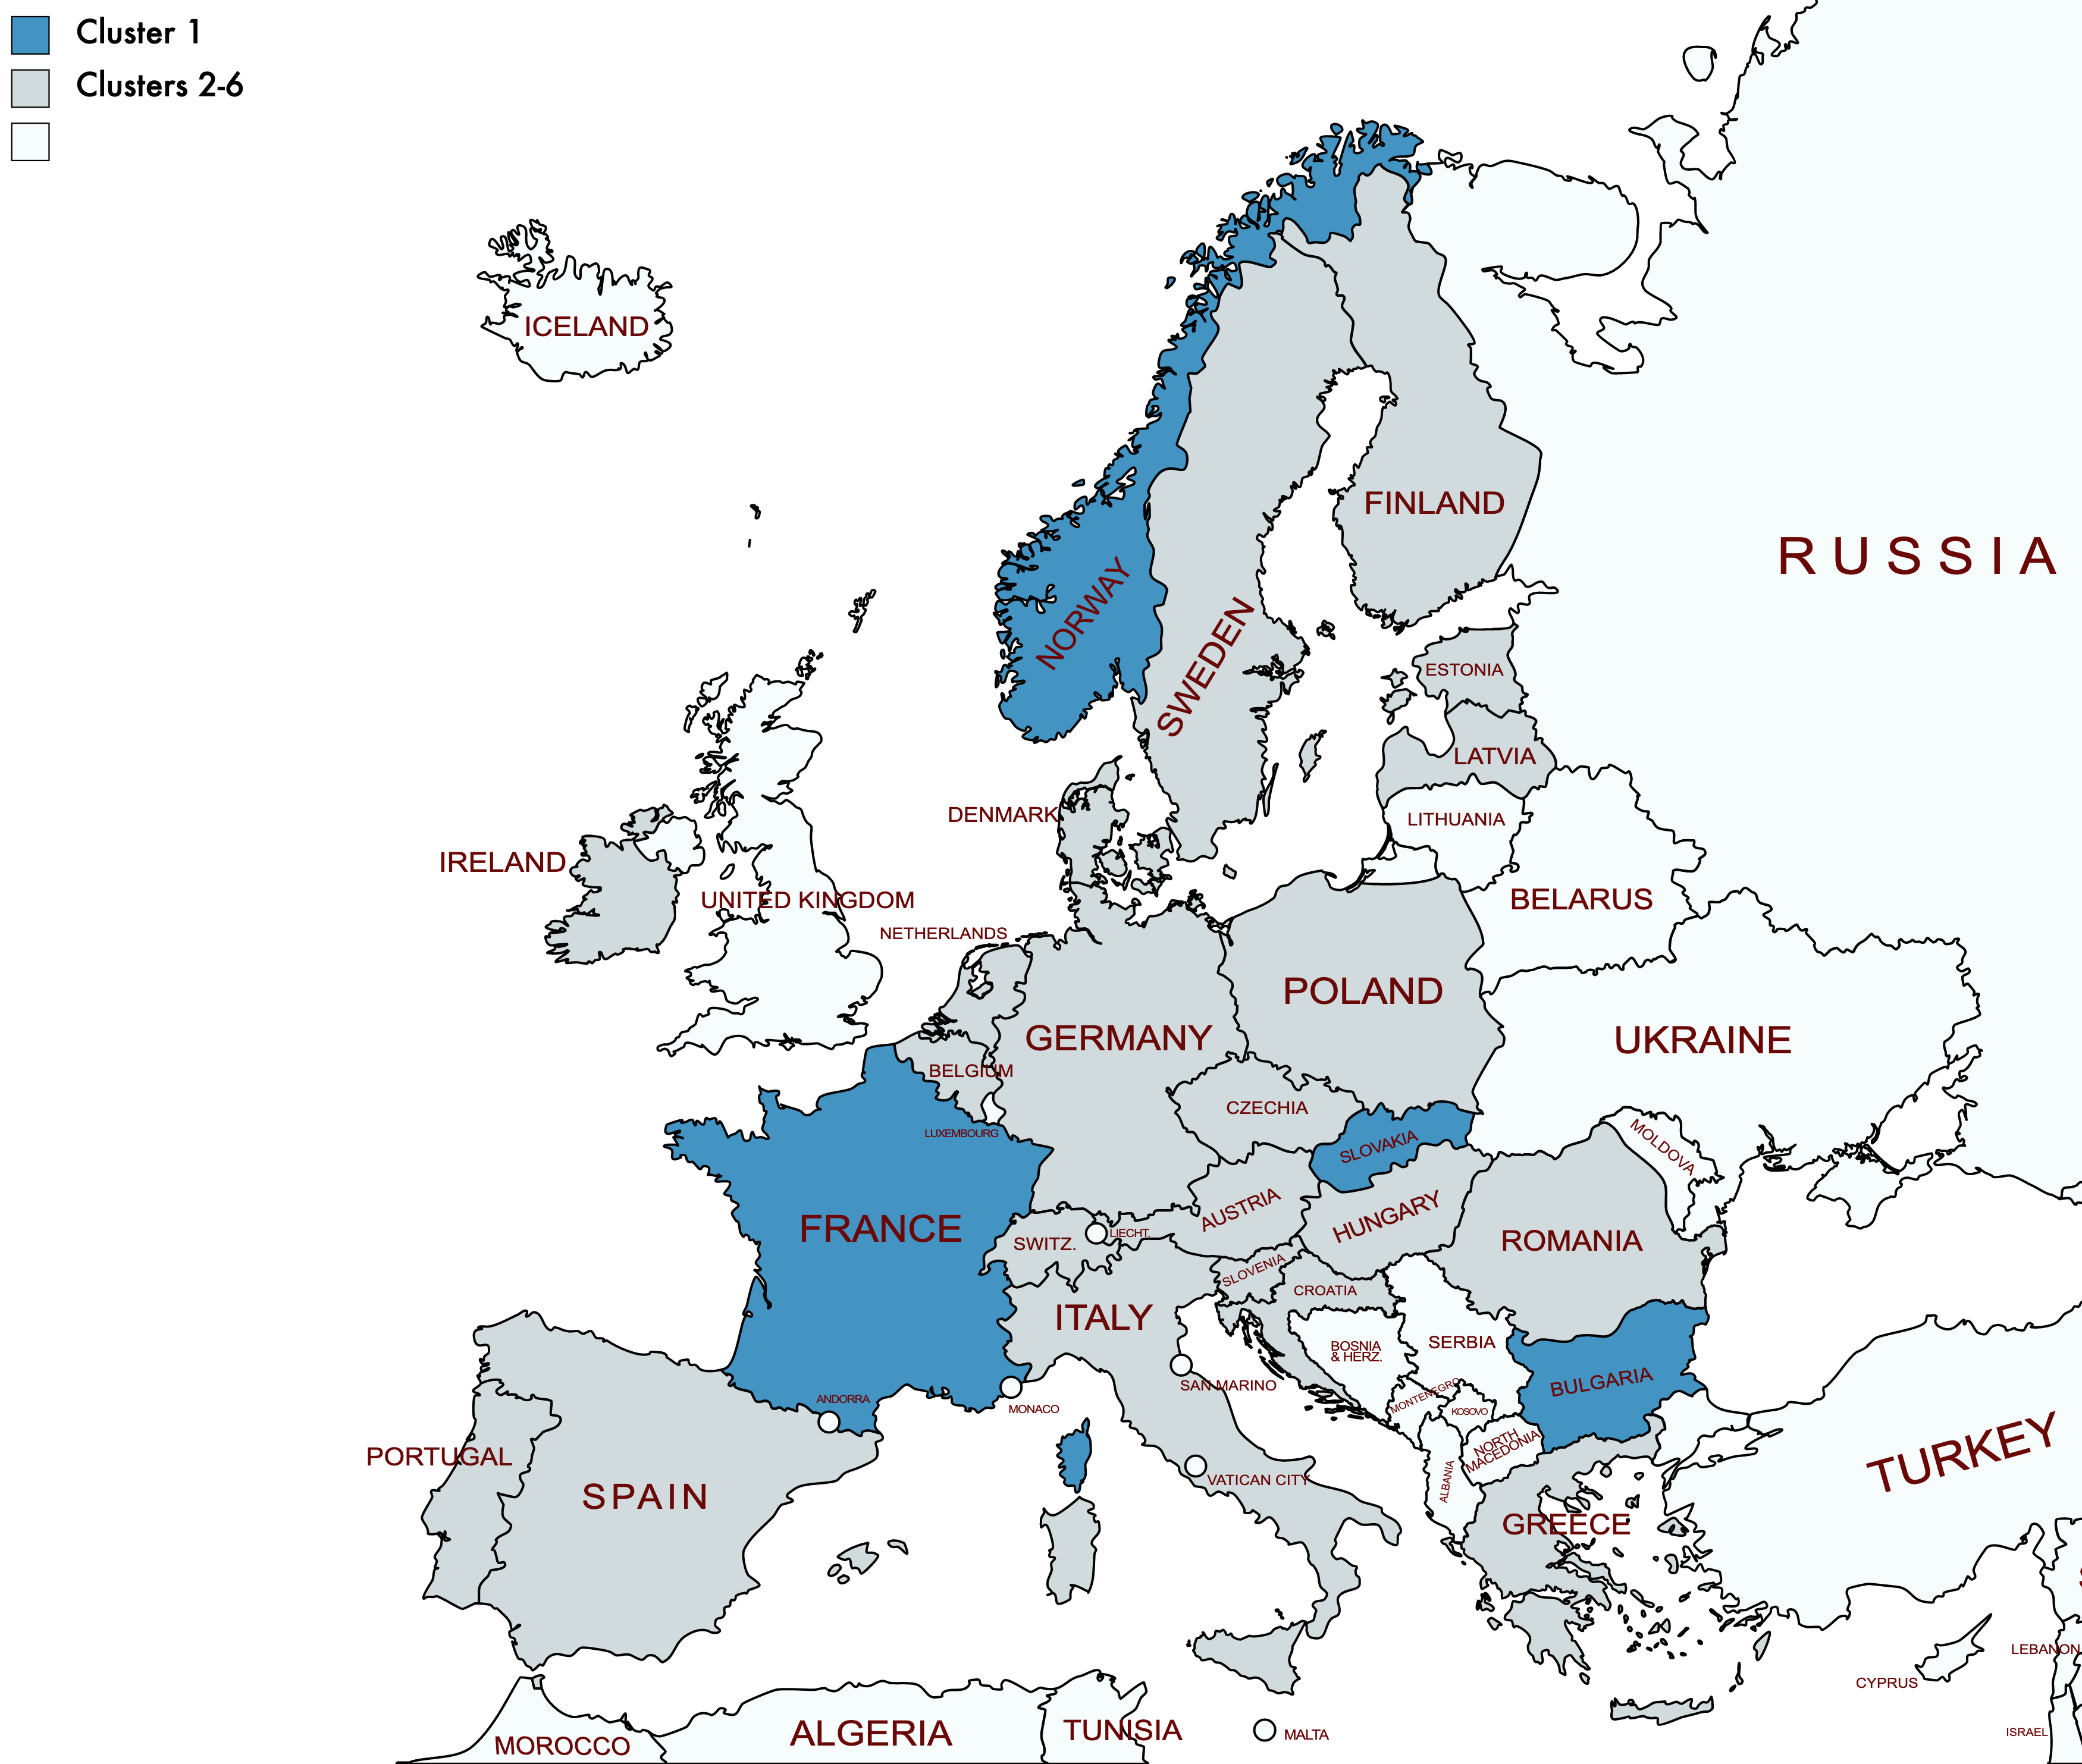 Cluster 1
Clusters 2-6
ICELAND
RUSSIA
FINLAND
NORWAY
SWEDEN
ESTONIA
LATVIA
LITHUANIA
DENMARK
IRELAND
UNITED KINGDOM
BELARUS
NETHERLANDS
POLAND
GERMANY
UKRAINE
BELGIUM
CZECHIA
LUXEMBOURG
SLOVAKIA
MOLDOVA
FRANCE
AUSTRIA
HUNGARY
SWITZ.
LIECHT.
ROMANIA
SLOVENIA
CROATIA
ITALY
BOSNIA
& HERZ.
SERBIA
SAN MARINO
MONTENEGRO
KOSOVO
BULGARIA
ANDORRA
MONACO
NORTH
MACEDONIA
PORTUGAL
SPAIN
VATICAN CITY
ALBANIA
TURKEY
GREECE
LEBANON
CYPRUS
ISRAEL
MOROCCO
ALGERIA
TUNISIA
MALTA